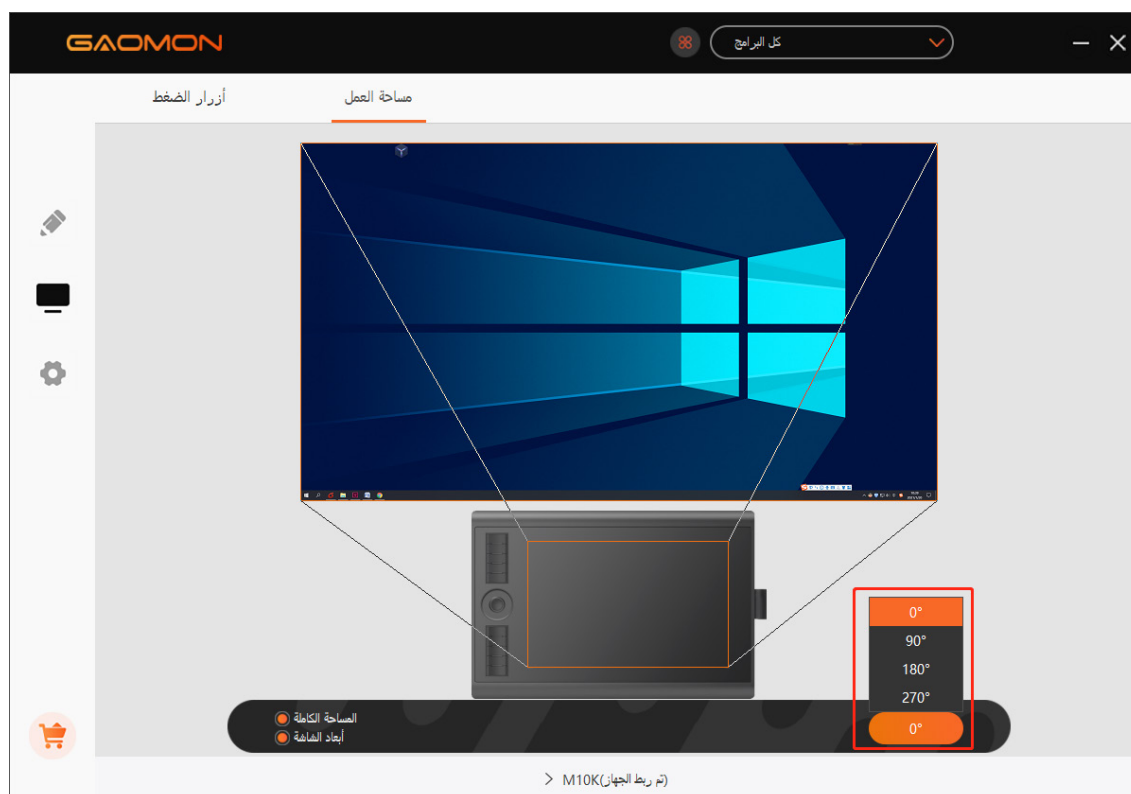 GAOMON
كل البرامج
أزرار الضغط
مساحة العمل
0°
90°
180°
270°
0°
المساحة الكاملة
أبعاد الشاشة
M10K(تم ربط الجهاز)